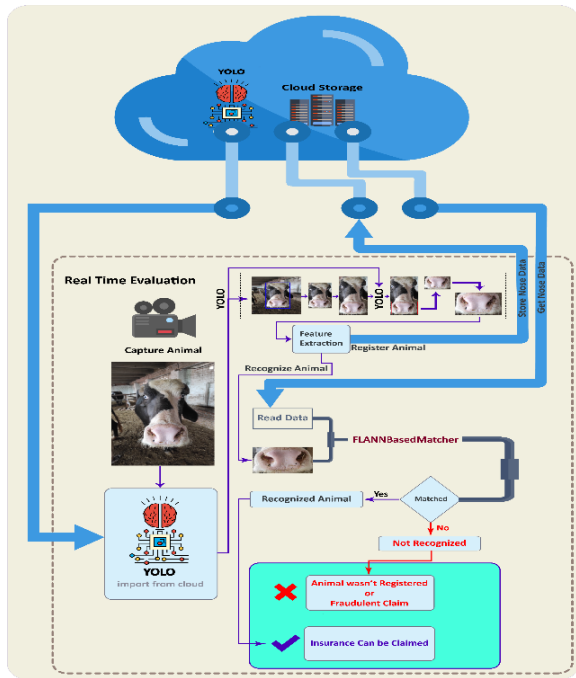 YOLO
Cloud Storage
Real Time Evaluation
Capture Animal
YOLO
YOLO
Store Nose Data
Get Nose Data
Feature
Extraction
Register Animal
Recognize Animal
Read Data
FLANNBasedMatcher
Recognized Animal
Yes
Matched
No
Not Recognized
YOLO
import from cloud
Animal wasn't Registered
or
Fraudulent Claim
Insurance Can be Claimed